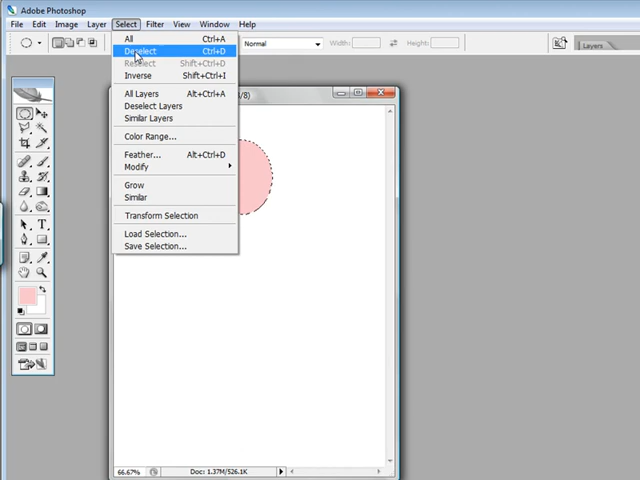 Adobe Photoshop
File Edit Image Layer Select Filter View Window Help
Normal Width: Height:
Layers
All Ctrl+A
Deselect Ctrl+D
Reselect Shift+Ctrl+D
Inverse Shift+Ctrl+I
All Layers Alt+Ctrl+A
Deselect Layers
Similar Layers
Color Range...
Feather... Alt+Ctrl+D
Modify
Grow
Similar
Transform Selection
Load Selection...
Save Selection...
/8)
66.67% Doc: 1.37M/526.1K